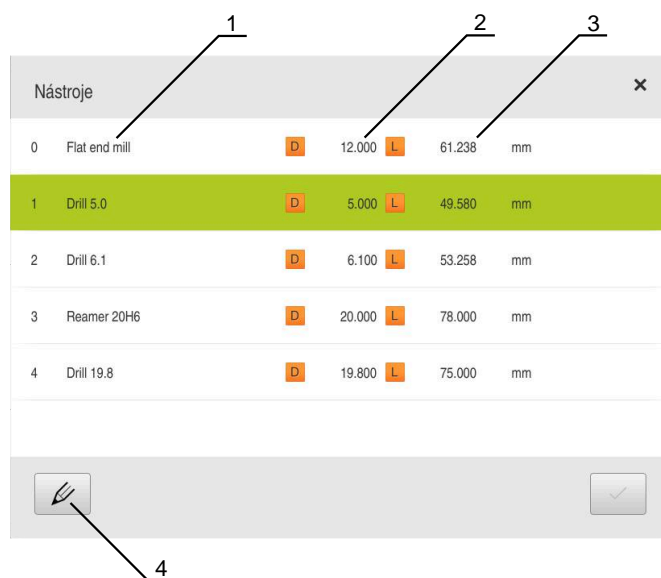 1 2 3
Nástroje ×
0 Flat end mill D 12.000 L 61.238 mm
1 Drill 5.0 D 5.000 L 49.580 mm
2 Drill 6.1 D 6.100 L 53.258 mm
3 Reamer 20H6 D 20.000 L 78.000 mm
4 Drill 19.8 D 19.800 L 75.000 mm
4